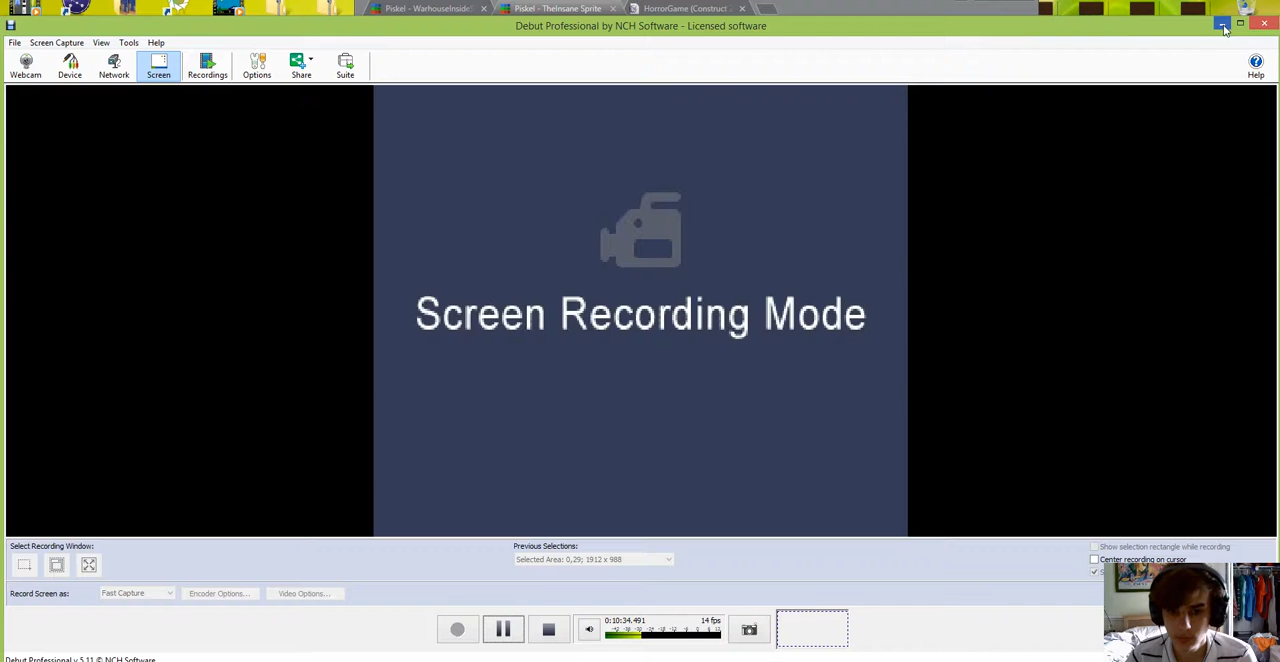 Piskel - WarhouseInside
Piskel - TheInsane Sprite
HorrorGame (Construct
Debut Professional by NCH Software - Licensed software
File Screen Capture View Tools Help
Webcam Device Network Screen Recordings Options Share Suite Help
Screen Recording Mode
Select Recording Window:
Previous Selections:
Show selection rectangle while recording
Selected Area: 0,29; 1912 x 988
Center recording on cursor
Record Screen as: Fast Capture Encoder Options... Video Options...
0:10:34.491 14 fps
Debut Professional v 5.11 © NCH Software